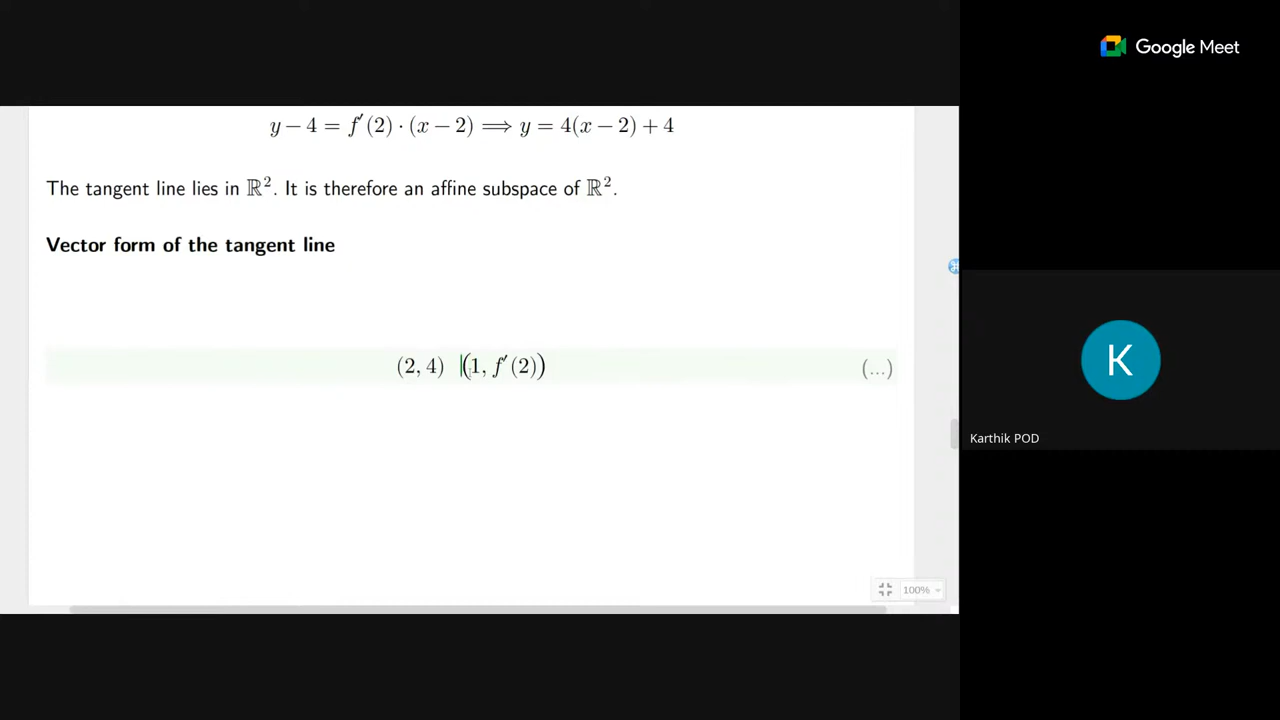 Google Meet
y − 4 = f′(2) · (x − 2) ⟹ y = 4(x − 2) + 4
The tangent line lies in ℝ². It is therefore an affine subspace of ℝ².
Vector form of the tangent line
(2, 4) (1, f′(2)) (...)
K
Karthik POD
100%